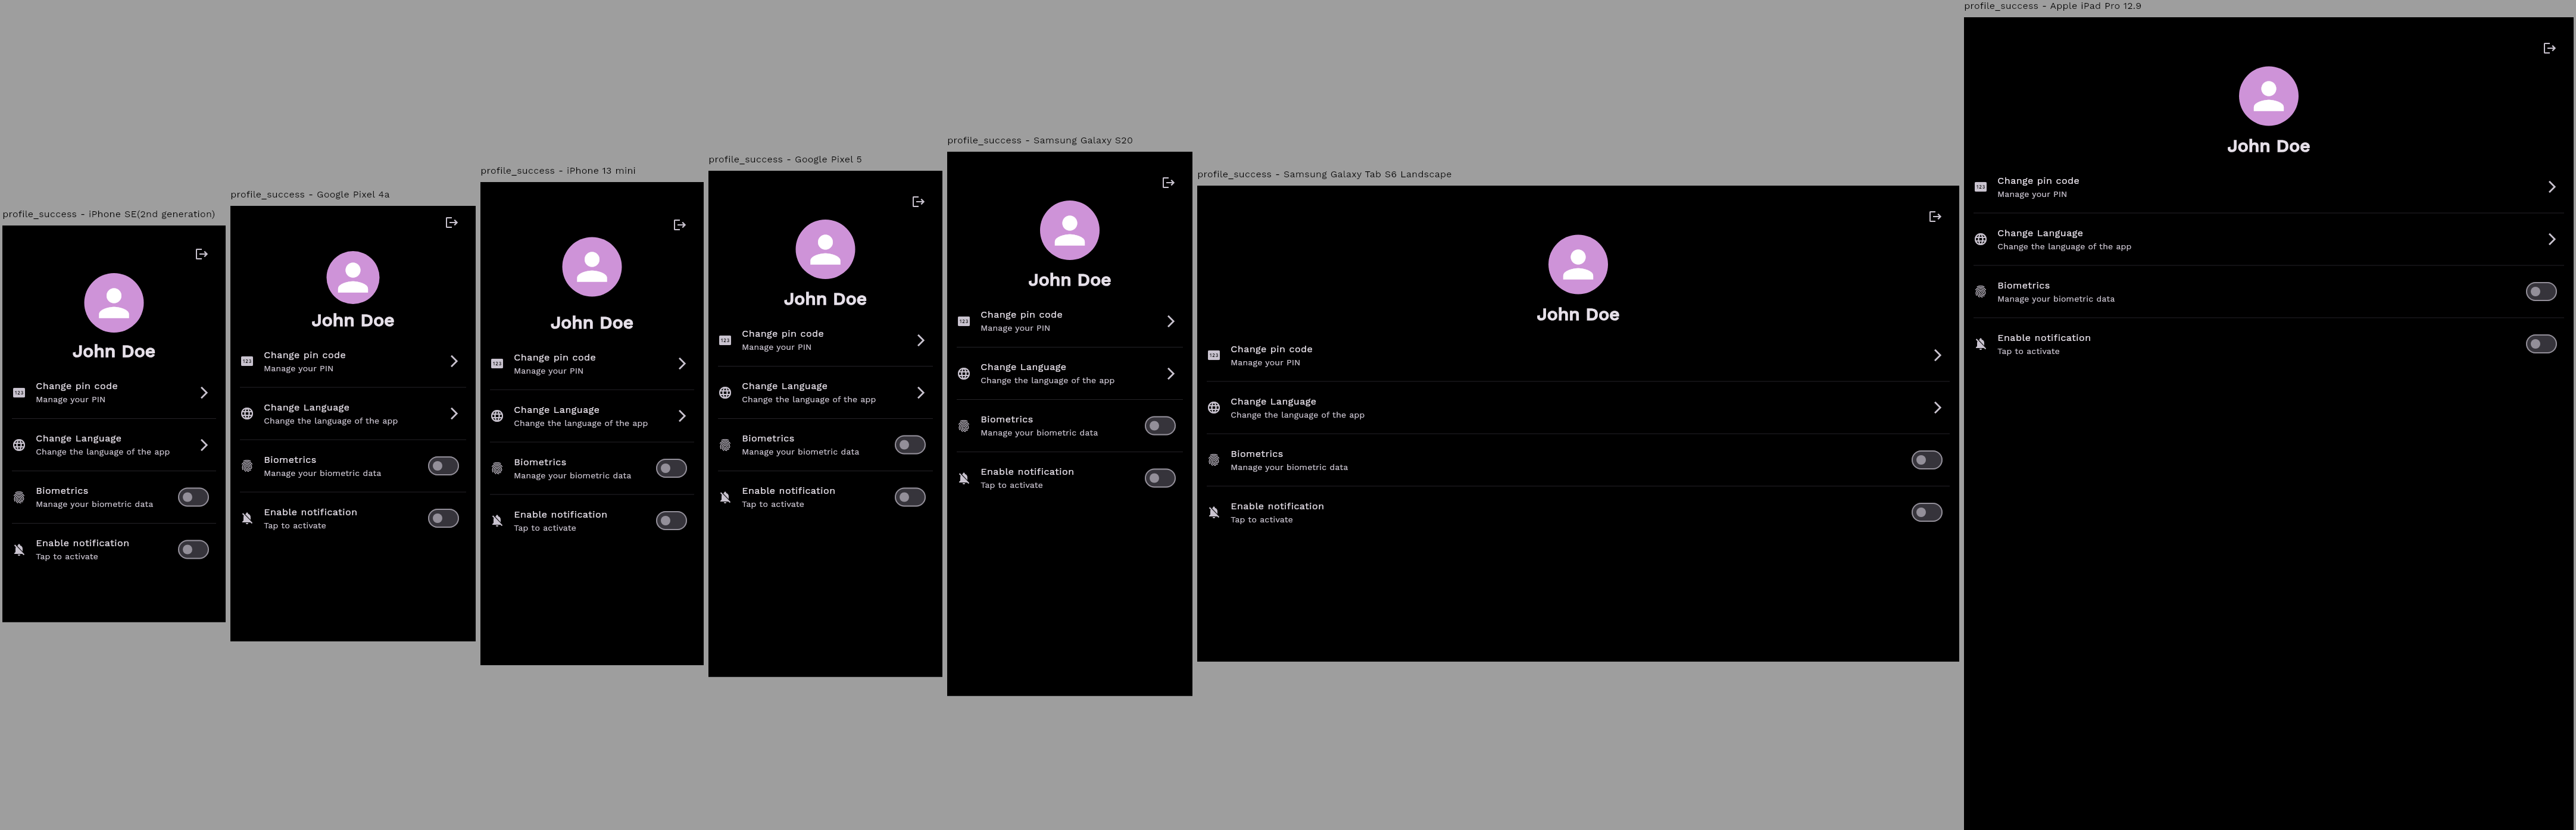 profile_success - iPhone SE(2nd generation)
John Doe
123
Change pin code
Manage your PIN
Change Language
Change the language of the app
Biometrics
Manage your biometric data
Enable notification
Tap to activate
profile_success - Google Pixel 4a
John Doe
123
Change pin code
Manage your PIN
Change Language
Change the language of the app
Biometrics
Manage your biometric data
Enable notification
Tap to activate
profile_success - iPhone 13 mini
John Doe
123
Change pin code
Manage your PIN
Change Language
Change the language of the app
Biometrics
Manage your biometric data
Enable notification
Tap to activate
profile_success - Google Pixel 5
John Doe
123
Change pin code
Manage your PIN
Change Language
Change the language of the app
Biometrics
Manage your biometric data
Enable notification
Tap to activate
profile_success - Samsung Galaxy S20
John Doe
123
Change pin code
Manage your PIN
Change Language
Change the language of the app
Biometrics
Manage your biometric data
Enable notification
Tap to activate
profile_success - Samsung Galaxy Tab S6 Landscape
John Doe
123
Change pin code
Manage your PIN
Change Language
Change the language of the app
Biometrics
Manage your biometric data
Enable notification
Tap to activate
profile_success - Apple iPad Pro 12.9
John Doe
123
Change pin code
Manage your PIN
Change Language
Change the language of the app
Biometrics
Manage your biometric data
Enable notification
Tap to activate